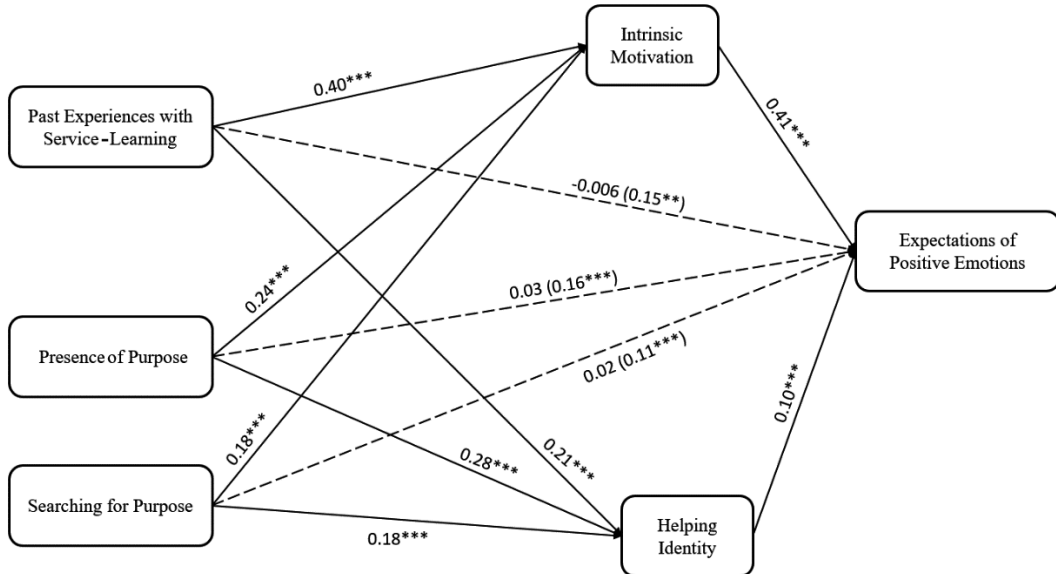 Intrinsic
Motivation
0.40***
Past Experiences with
Service-Learning
0.41***
-0.006 (0.15**)
Expectations of
Positive Emotions
0.24***
0.03 (0.16***)
Presence of Purpose
0.02 (0.11***)
0.10***
0.18***
0.28***
0.21***
Searching for Purpose
0.18***
Helping
Identity